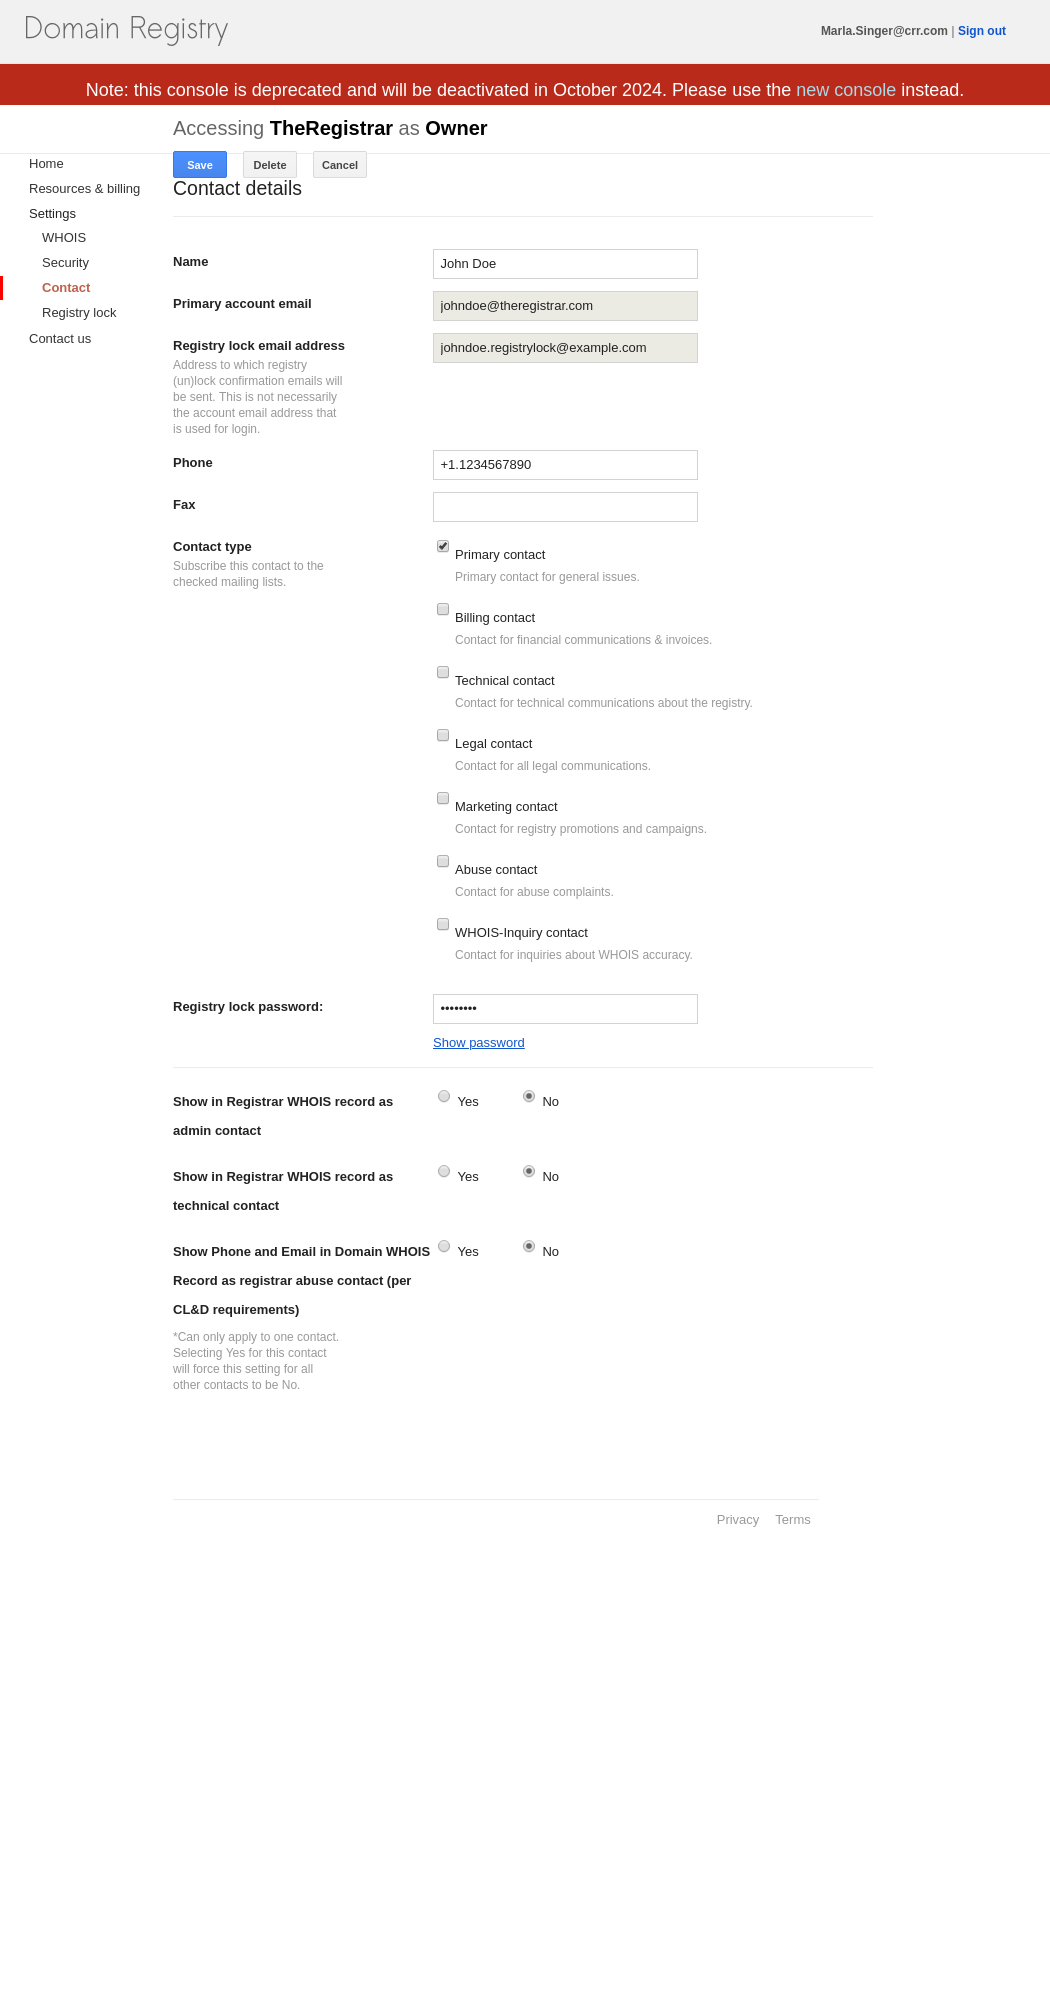 Domain Registry
Marla.Singer@crr.com | Sign out
Note: this console is deprecated and will be deactivated in October 2024. Please use the new console instead.
Accessing TheRegistrar as Owner
Save Delete Cancel
Home
Resources & billing
Settings
WHOIS
Security
Contact
Registry lock
Contact us
Contact details
Name
John Doe
Primary account email
johndoe@theregistrar.com
Registry lock email address
johndoe.registrylock@example.com
Address to which registry
(un)lock confirmation emails will
be sent. This is not necessarily
the account email address that
is used for login.
Phone
+1.1234567890
Fax
Contact type
Subscribe this contact to the
checked mailing lists.
Primary contact
Primary contact for general issues.
Billing contact
Contact for financial communications & invoices.
Technical contact
Contact for technical communications about the registry.
Legal contact
Contact for all legal communications.
Marketing contact
Contact for registry promotions and campaigns.
Abuse contact
Contact for abuse complaints.
WHOIS-Inquiry contact
Contact for inquiries about WHOIS accuracy.
Registry lock password:
••••••••
Show password
Show in Registrar WHOIS record as
admin contact
Yes No
Show in Registrar WHOIS record as
technical contact
Yes No
Show Phone and Email in Domain WHOIS
Record as registrar abuse contact (per
CL&D requirements)
Yes No
*Can only apply to one contact.
Selecting Yes for this contact
will force this setting for all
other contacts to be No.
Privacy Terms